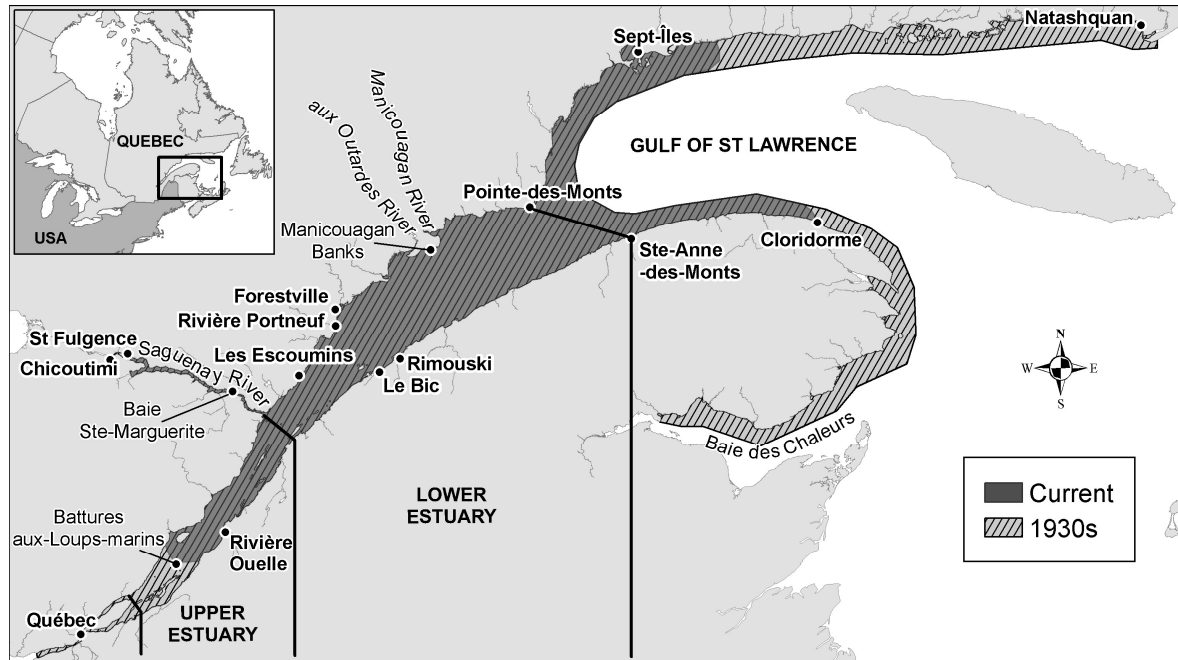 Natashquan
Sept-Îles
QUEBEC
USA
Manicouagan River
aux Outardes River
GULF OF ST LAWRENCE
Pointe-des-Monts
Manicouagan
Banks
Ste-Anne
-des-Monts
Cloridorme
Forestville
Rivière Portneuf
St Fulgence
Chicoutimi
Saguenay River
Les Escoumins
Rimouski
Le Bic
Baie
Ste-Marguerite
N
W
E
S
Baie des Chaleurs
LOWER
ESTUARY
Battures
aux-Loups-marins
Rivière
Ouelle
Current
1930s
Québec
UPPER
ESTUARY